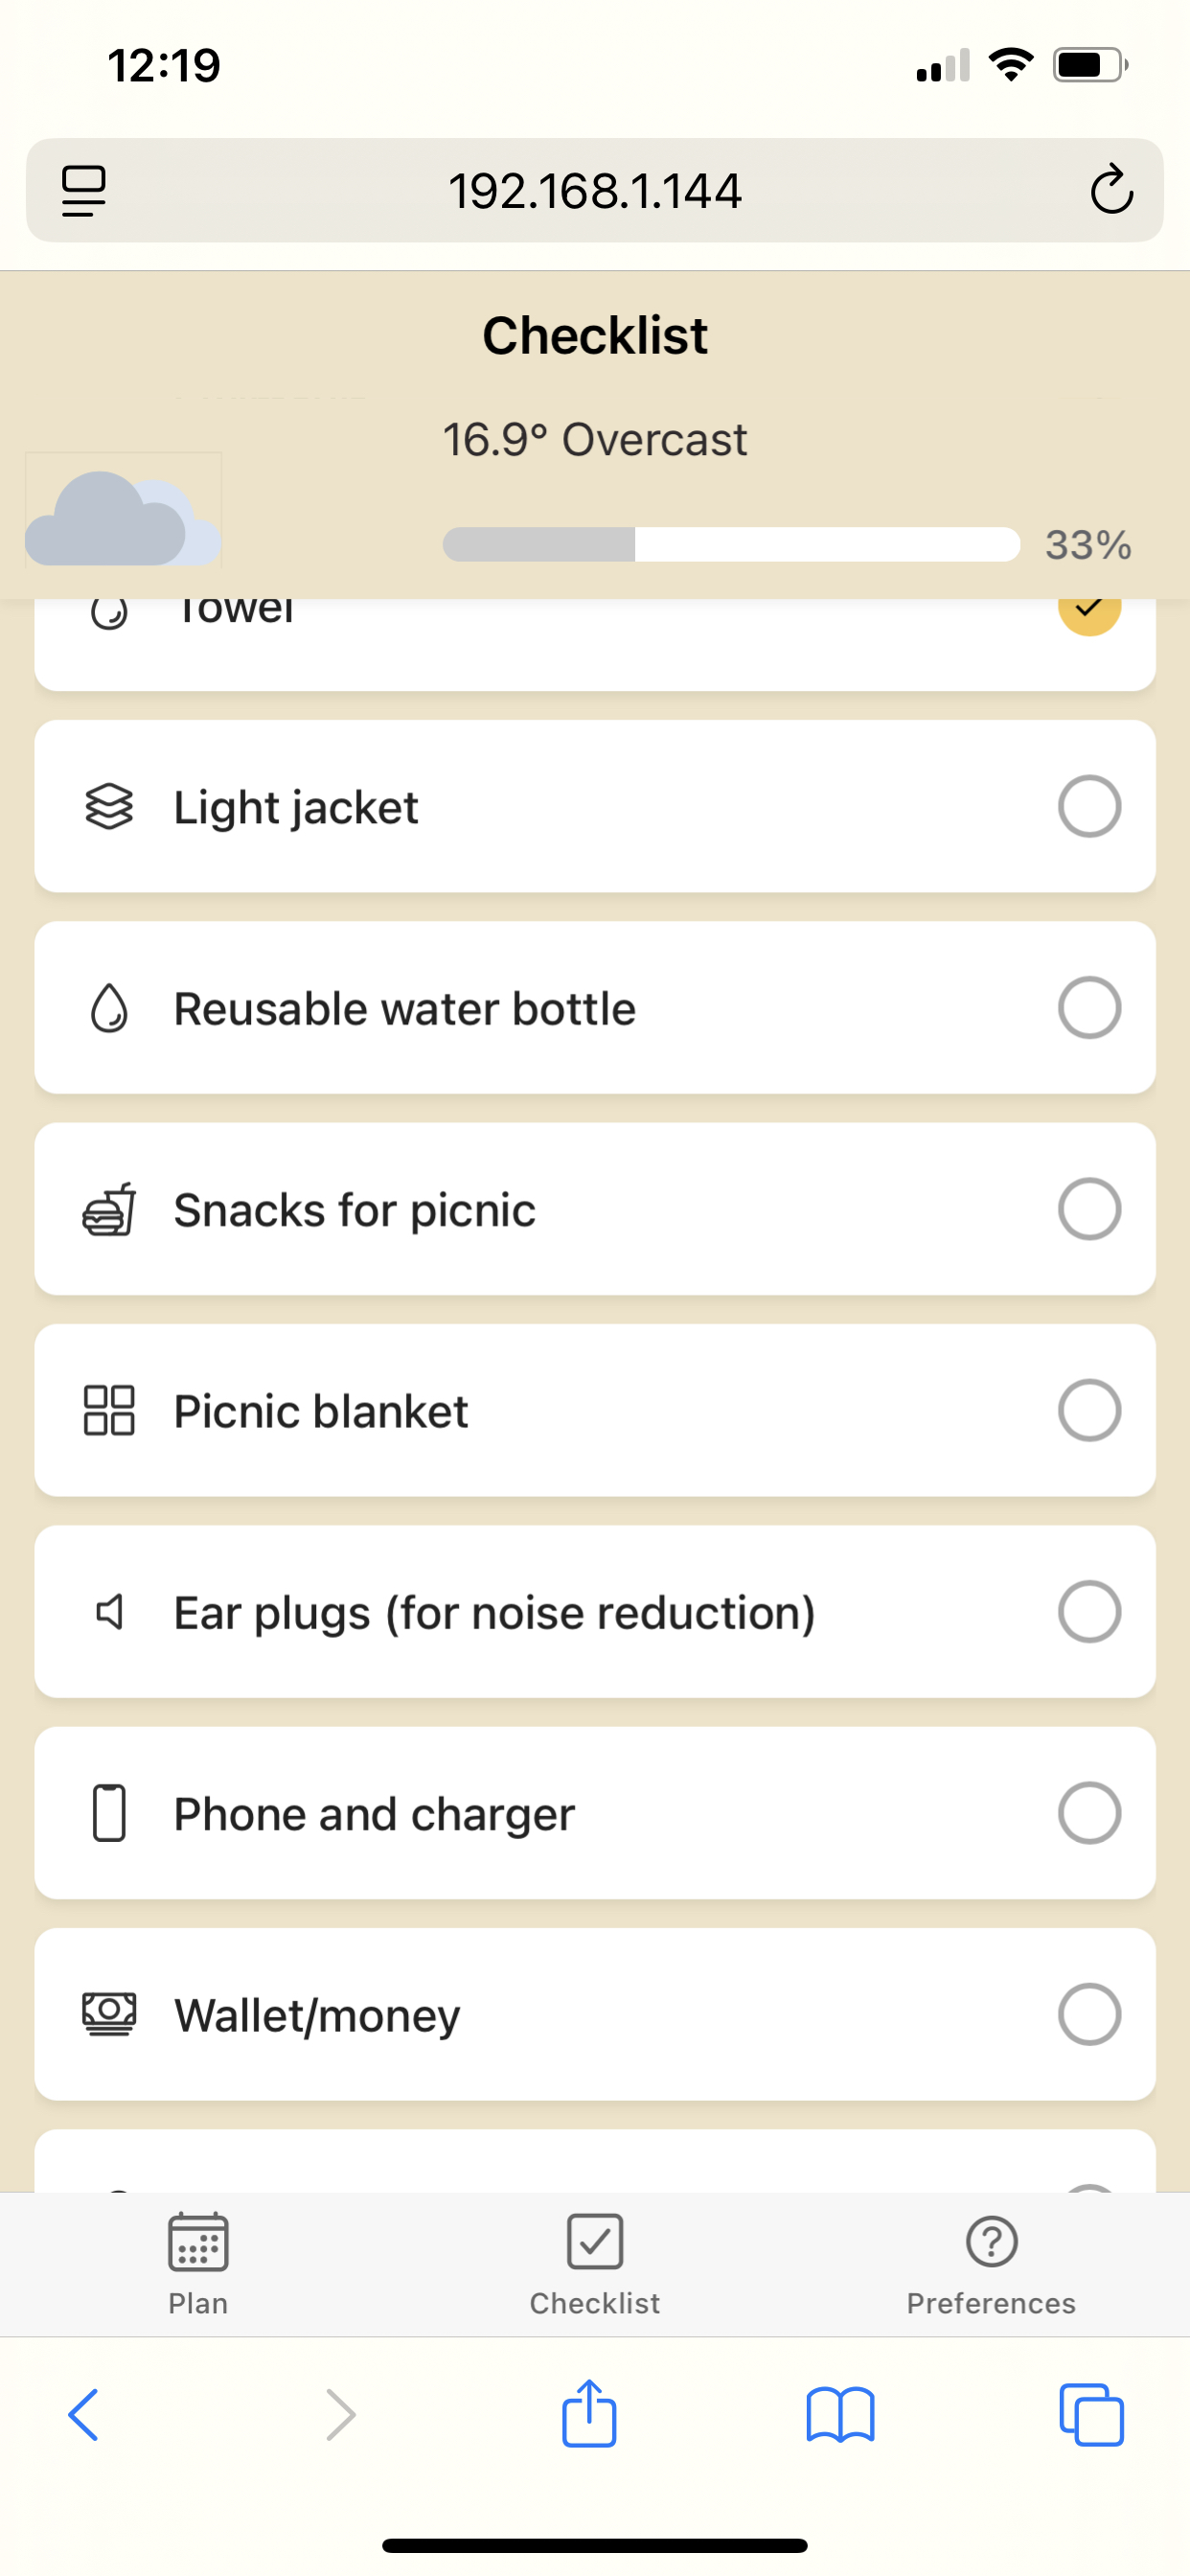 12:19
192.168.1.144
Checklist
16.9° Overcast
33%
Towel
Light jacket
Reusable water bottle
Snacks for picnic
Picnic blanket
Ear plugs (for noise reduction)
Phone and charger
Wallet/money
Plan
Checklist
Preferences